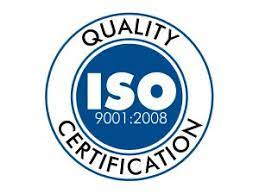 QUALITY
ISO
9001:2008
CERTIFICATION